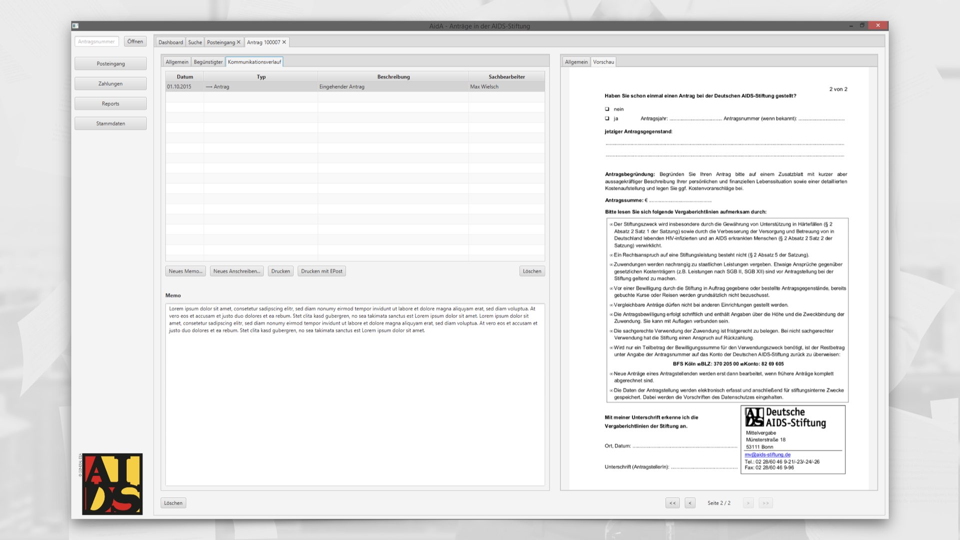 AidA - Anträge in der AIDS-Stiftung
Antragsnummer Öffnen
Posteingang
Zahlungen
Reports
Stammdaten
Dashboard Suche Posteingang ✕ Antrag 100007 ✕
Allgemein Begünstigter Kommunikationsverlauf
Datum Typ Beschreibung Sachbearbeiter
01.10.2015 Antrag Eingehender Antrag Max Wietsch
Neues Memo... Neues Anschreiben... Drucken Drucken mit EPost Löschen
Memo
Lorem ipsum dolor sit amet, consetetur sadipscing elitr, sed diam nonumy eirmod tempor invidunt ut labore et dolore magna aliquyam erat, sed diam voluptua. At
vero eos et accusam et justo duo dolores et ea rebum. Stet clita kasd gubergren, no sea takimata sanctus est Lorem ipsum dolor sit amet. Lorem ipsum dolor sit
amet, consetetur sadipscing elitr, sed diam nonumy eirmod tempor invidunt ut labore et dolore magna aliquyam erat, sed diam voluptua. At vero eos et accusam et
justo duo dolores et ea rebum. Stet clita kasd gubergren, no sea takimata sanctus est Lorem ipsum dolor sit amet.
Löschen
AIDS
Allgemein Vorschau
2 von 2
Haben Sie schon einmal einen Antrag bei der Deutschen AIDS-Stiftung gestellt?
❏ nein
❏ ja Antragsjahr: Antragsnummer (wenn bekannt):
jetziger Antragsgegenstand:
Antragsbegründung: Begründen Sie Ihren Antrag bitte auf einem Zusatzblatt mit kurzer aber
aussagekräftiger Beschreibung Ihrer persönlichen und finanziellen Lebenssituation sowie einer detaillierten
Kostenaufstellung und legen Sie ggf. Kostenvoranschläge bei.
Antragssumme: €
Bitte lesen Sie sich folgende Vergaberichtlinien aufmerksam durch:
Der Stiftungszweck wird insbesondere durch die Gewährung von Unterstützung in Härtefällen (§ 2
Absatz 2 Satz 1 der Satzung) sowie durch die Verbesserung der Versorgung und Betreuung von in
Deutschland lebenden HIV-infizierten und an AIDS erkrankten Menschen (§ 2 Absatz 2 Satz 2 der
Satzung) verwirklicht.
Ein Rechtsanspruch auf eine Stiftungsleistung besteht nicht (§ 2 Absatz 5 der Satzung).
Zuwendungen werden nachrangig zu staatlichen Leistungen vergeben. Etwaige Ansprüche gegenüber
gesetzlichen Kostenträgern (z.B. Leistungen nach SGB II, SGB XII) sind vor Antragstellung bei der
Stiftung geltend zu machen.
Vor einer Bewilligung durch die Stiftung in Auftrag gegebene oder bestellte Antragsgegenstände, bereits
gebuchte Kurse oder Reisen werden grundsätzlich nicht bezuschusst.
Vergleichbare Anträge dürfen nicht bei anderen Einrichtungen gestellt werden.
Die Antragsbewilligung erfolgt schriftlich und enthält Angaben über die Höhe und die Zweckbindung der
Zuwendung. Sie kann mit Auflagen verbunden sein.
Die sachgerechte Verwendung der Zuwendung ist fristgerecht zu belegen. Bei nicht sachgerechter
Verwendung hat die Stiftung einen Anspruch auf Rückzahlung.
Wird nur ein Teilbetrag der Bewilligungssumme für den Verwendungszweck benötigt, ist der Restbetrag
unter Angabe der Antragsnummer auf das Konto der Deutschen AIDS-Stiftung zurück zu überweisen:
BFS Köln BLZ: 370 205 00 Konto: 82 09 605
Neue Anträge eines Antragstellenden werden erst dann bearbeitet, wenn frühere Anträge komplett
abgerechnet sind.
Die Daten der Antragstellung werden elektronisch erfasst und anschließend für stiftungsinterne Zwecke
gespeichert. Dabei werden die Vorschriften des Datenschutzes eingehalten.
Mit meiner Unterschrift erkenne ich die
Vergaberichtlinien der Stiftung an.
Ort, Datum:
Unterschrift (Antragstellerin):
AIDS Deutsche
AIDS-Stiftung
Mittelvergabe
Münsterstraße 18
53111 Bonn
mv@aids-stiftung.de
Tel.: 02 28/60 46 9-21/-23/-24/-26
Fax: 02 28/60 46 9-96
<< < Seite 2 / 2 > >>